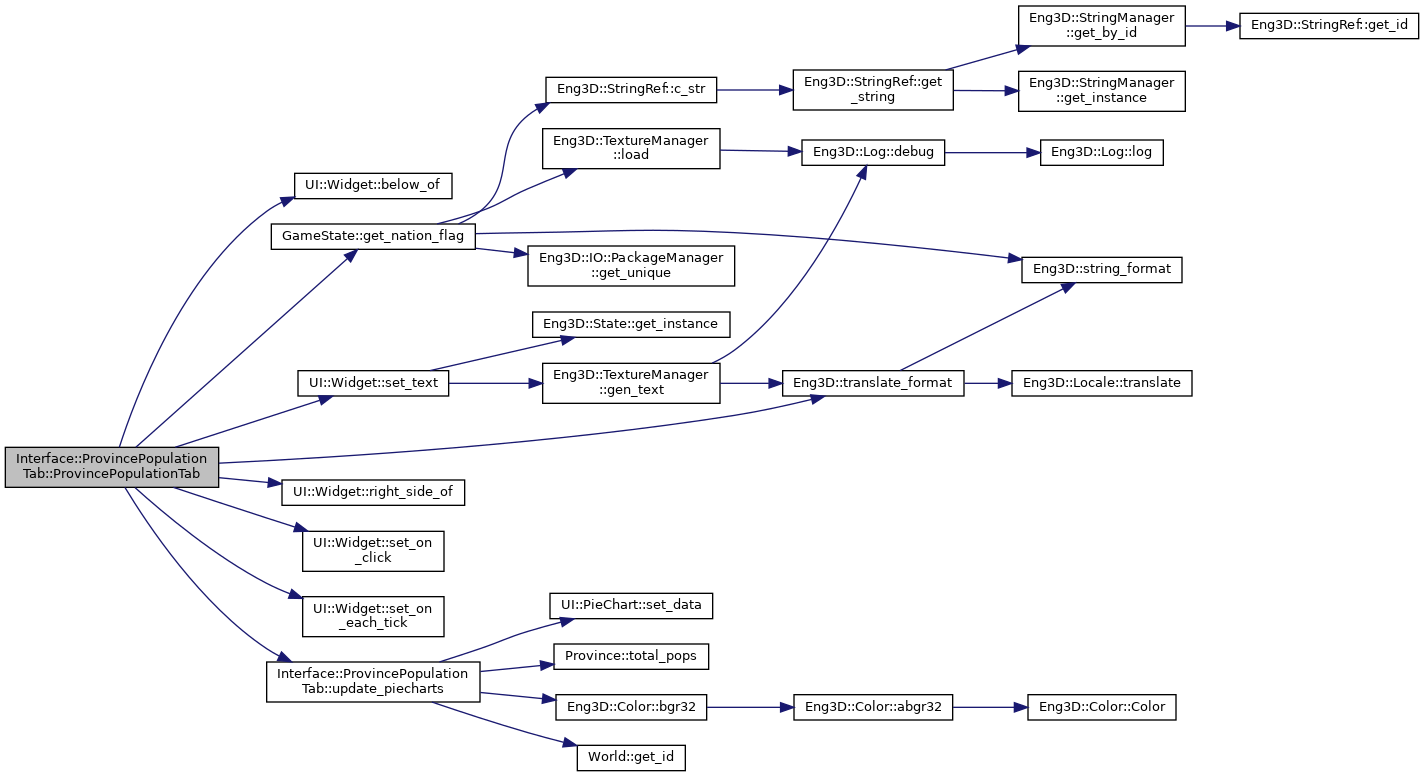 Eng3D::StringManager
::get_by_id
Eng3D::StringRef::get_id
Eng3D::StringRef::c_str
Eng3D::StringRef::get
_string
Eng3D::StringManager
::get_instance
Eng3D::TextureManager
::load
Eng3D::Log::debug
Eng3D::Log::log
UI::Widget::below_of
GameState::get_nation_flag
Eng3D::IO::PackageManager
::get_unique
Eng3D::string_format
Eng3D::State::get_instance
UI::Widget::set_text
Eng3D::TextureManager
::gen_text
Eng3D::translate_format
Eng3D::Locale::translate
Interface::ProvincePopulation
Tab::ProvincePopulationTab
UI::Widget::right_side_of
UI::Widget::set_on
_click
UI::Widget::set_on
_each_tick
UI::PieChart::set_data
Interface::ProvincePopulation
Tab::update_piecharts
Province::total_pops
Eng3D::Color::bgr32
Eng3D::Color::abgr32
Eng3D::Color::Color
World::get_id